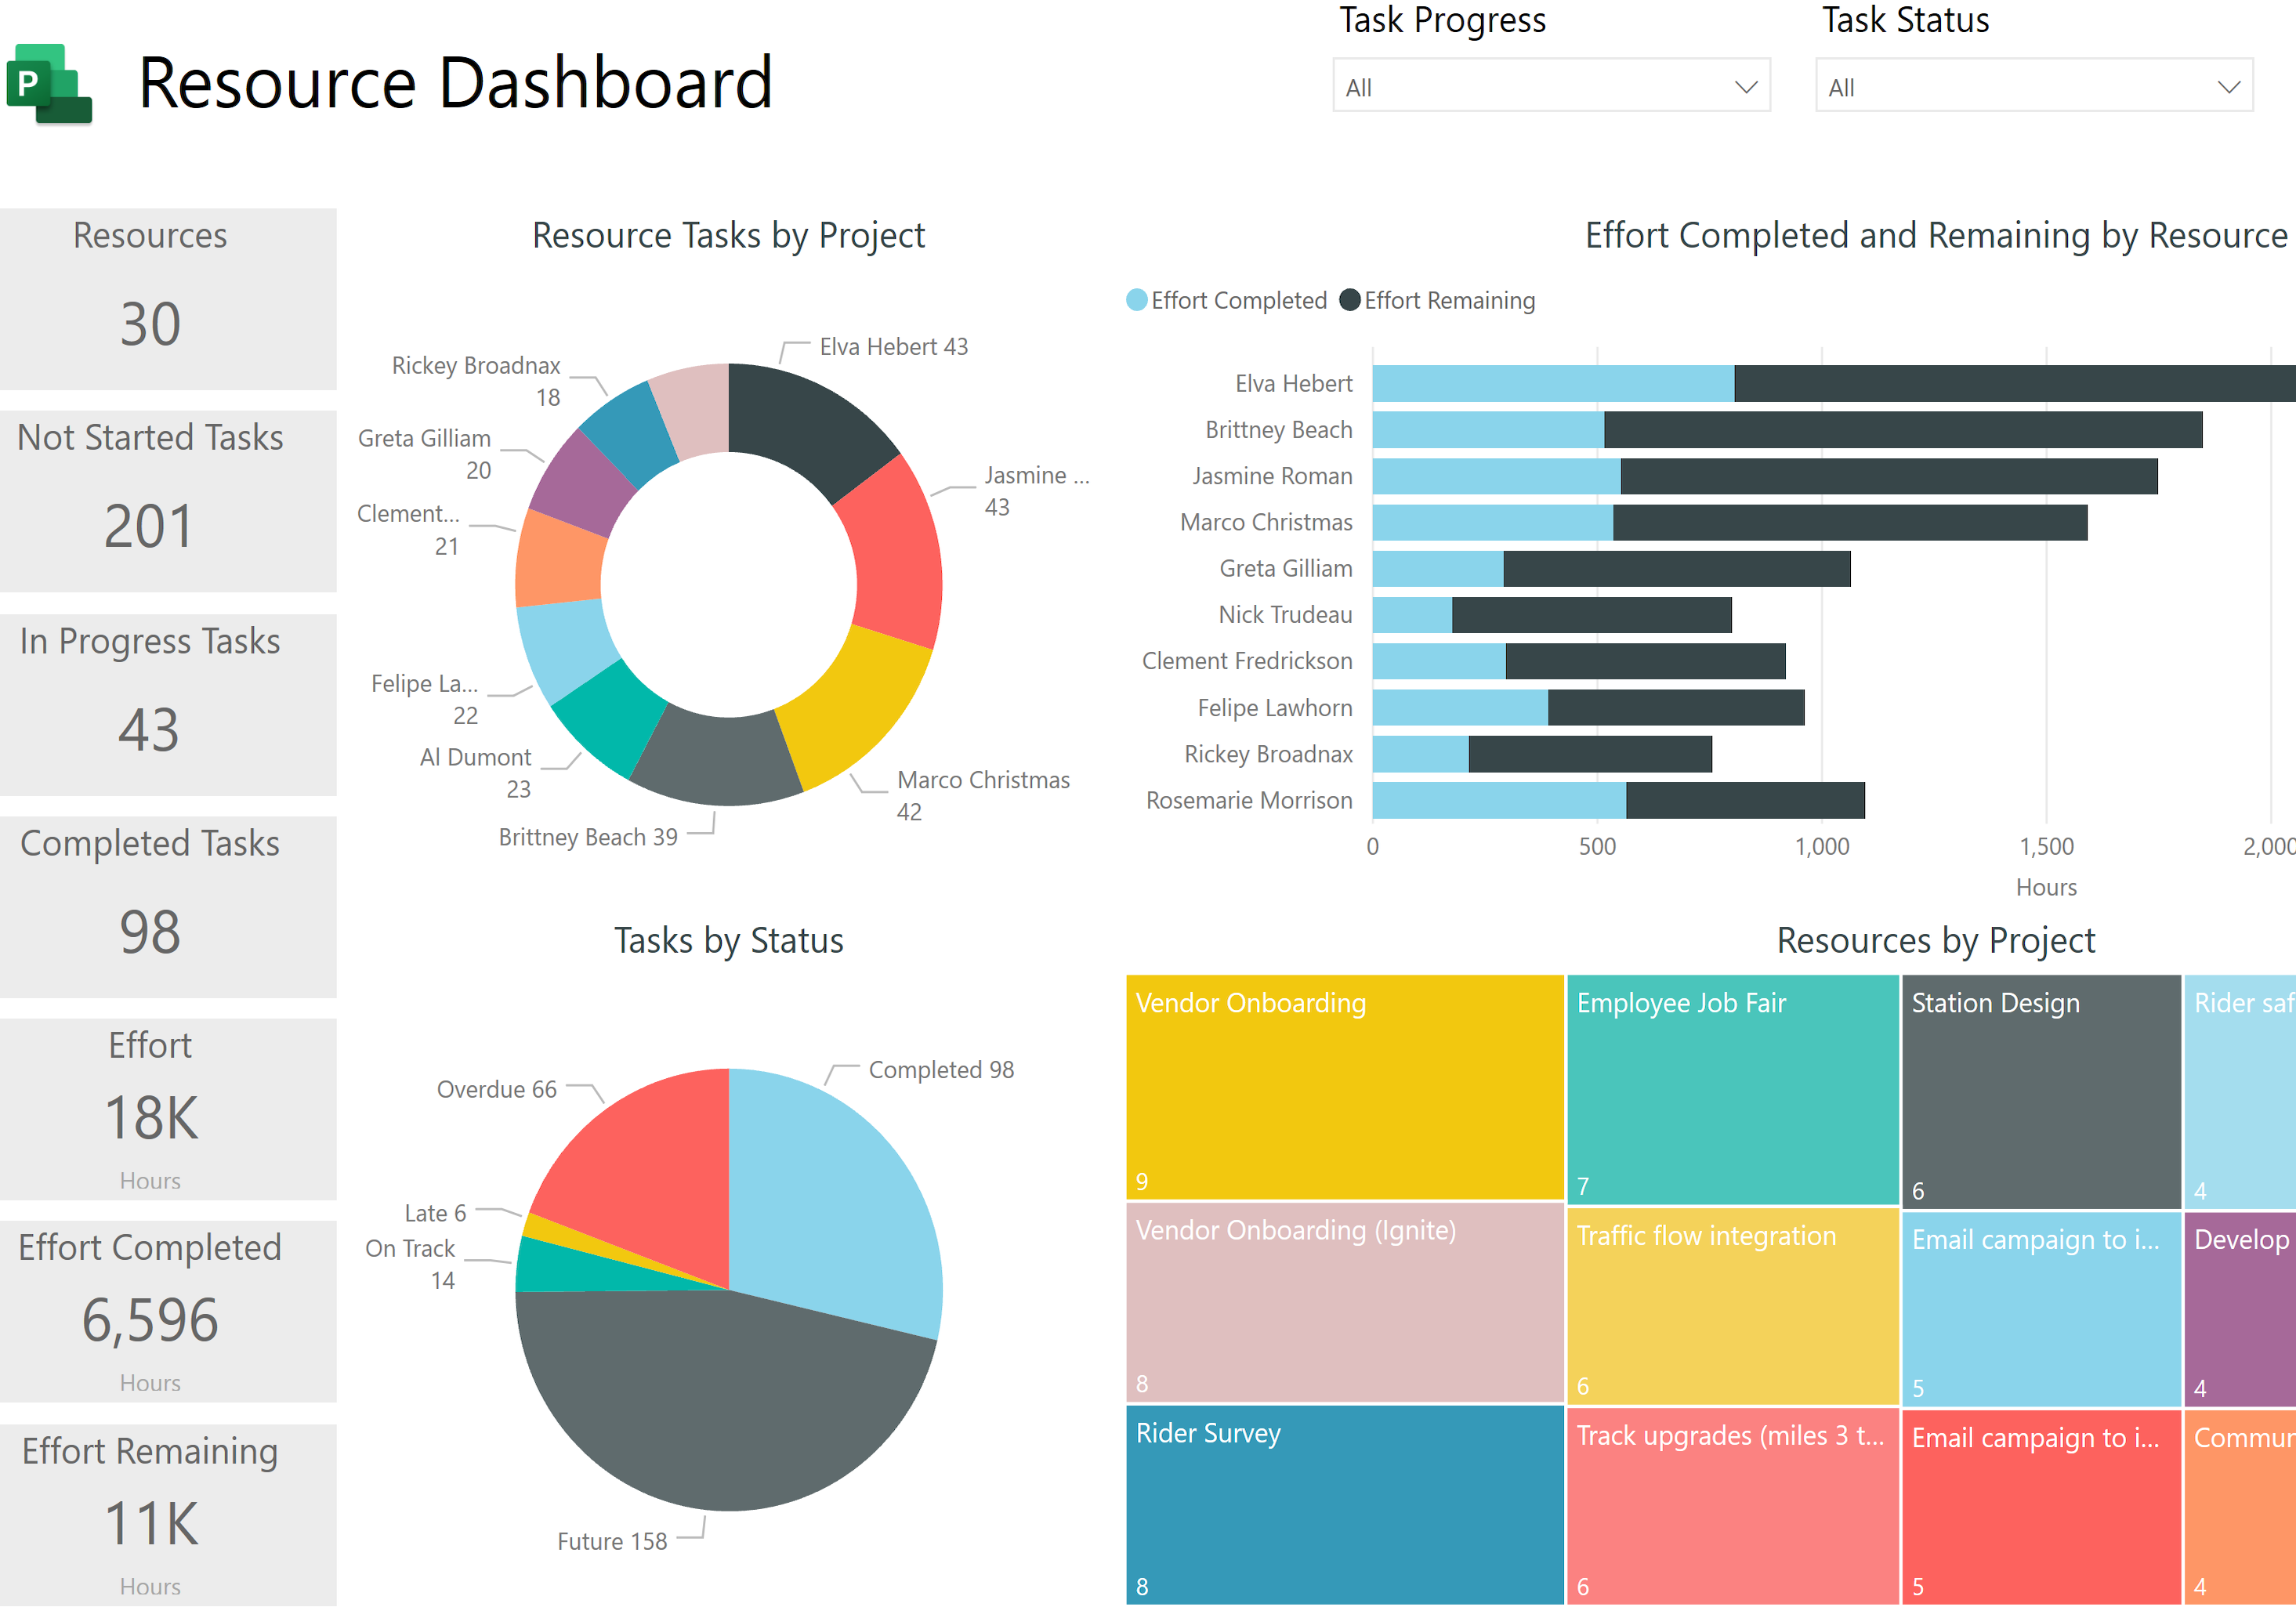 Task Progress
Task Status
P
Resource Dashboard
All
All
Resources
30
Not Started Tasks
201
In Progress Tasks
43
Completed Tasks
98
Effort
18K
Hours
Effort Completed
6,596
Hours
Effort Remaining
11K
Hours
Resource Tasks by Project
Elva Hebert 43
Rickey Broadnax
18
Greta Gilliam
20
Jasmine ...
43
Clement...
21
Felipe La...
22
Al Dumont
23
Marco Christmas
42
Brittney Beach 39
Effort Completed and Remaining by Resource
Effort Completed
Effort Remaining
Elva Hebert
Brittney Beach
Jasmine Roman
Marco Christmas
Greta Gilliam
Nick Trudeau
Clement Fredrickson
Felipe Lawhorn
Rickey Broadnax
Rosemarie Morrison
0 500 1,000 1,500 2,000
Hours
Tasks by Status
Completed 98
Overdue 66
Late 6
On Track
14
Future 158
Resources by Project
Vendor Onboarding
9
Employee Job Fair
7
Station Design
6
Rider saf
4
Vendor Onboarding (Ignite)
8
Traffic flow integration
6
Email campaign to i...
5
Develop
4
Rider Survey
8
Track upgrades (miles 3 t...
6
Email campaign to i...
5
Commur
4